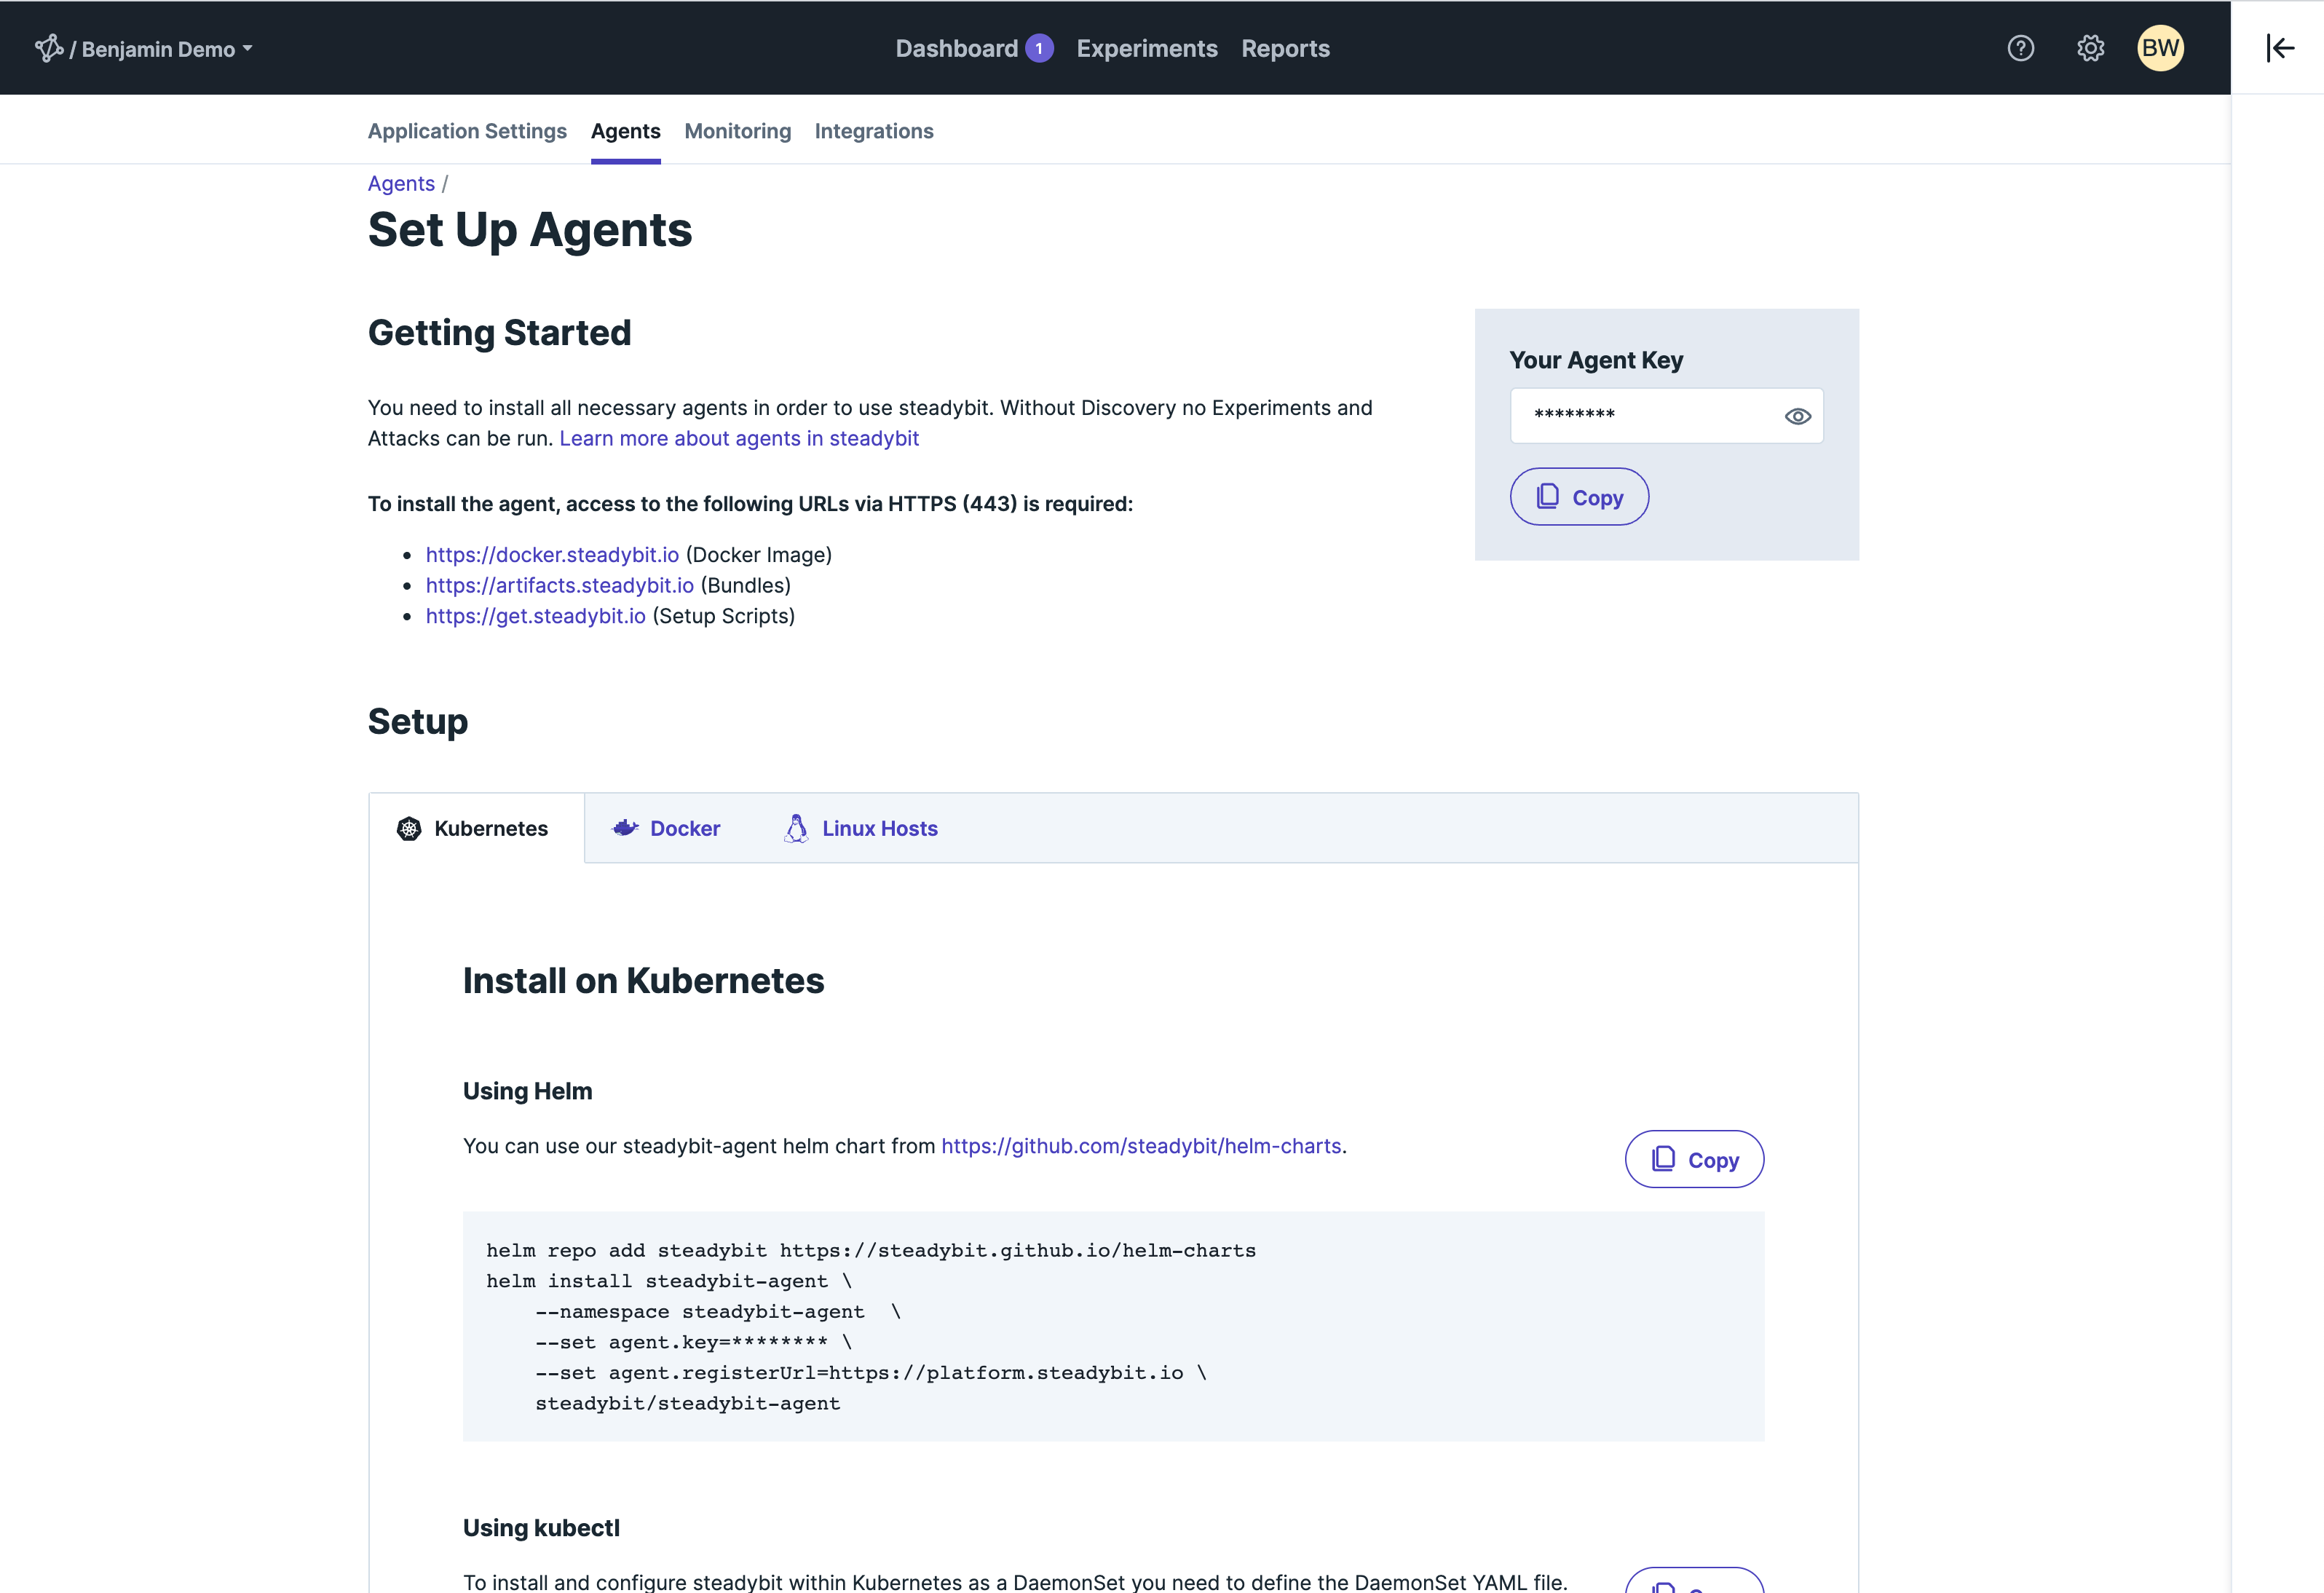 / Benjamin Demo
Dashboard 1 Experiments Reports
BW
Application Settings Agents Monitoring Integrations
Agents /
Set Up Agents
Getting Started
You need to install all necessary agents in order to use steadybit. Without Discovery no Experiments and
Attacks can be run. Learn more about agents in steadybit
To install the agent, access to the following URLs via HTTPS (443) is required:
• https://docker.steadybit.io (Docker Image)
• https://artifacts.steadybit.io (Bundles)
• https://get.steadybit.io (Setup Scripts)
Your Agent Key
********
Copy
Setup
Kubernetes Docker Linux Hosts
Install on Kubernetes
Using Helm
You can use our steadybit-agent helm chart from https://github.com/steadybit/helm-charts.
Copy
helm repo add steadybit https://steadybit.github.io/helm-charts
helm install steadybit-agent \
    --namespace steadybit-agent  \
    --set agent.key=******** \
    --set agent.registerUrl=https://platform.steadybit.io \
    steadybit/steadybit-agent
Using kubectl
To install and configure steadybit within Kubernetes as a DaemonSet you need to define the DaemonSet YAML file.